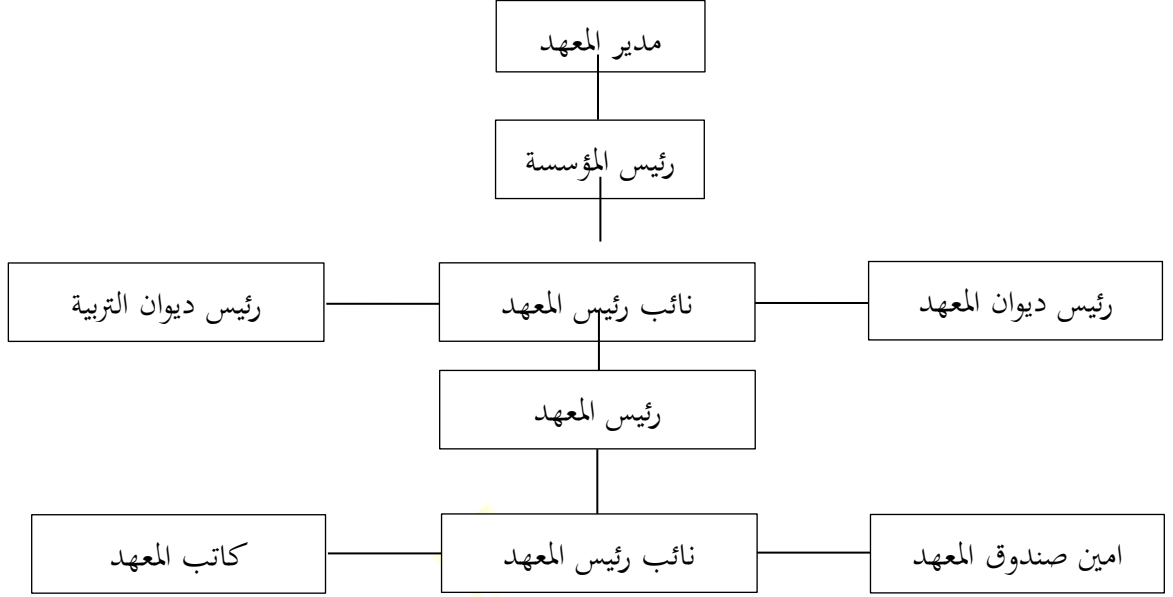 مدير المعهد
رئيس المؤسسة
رئيس ديوان المعهد
نائب رئيس المعهد
رئيس ديوان التربية
رئيس المعهد
امين صندوق المعهد
نائب رئيس المعهد
كاتب المعهد